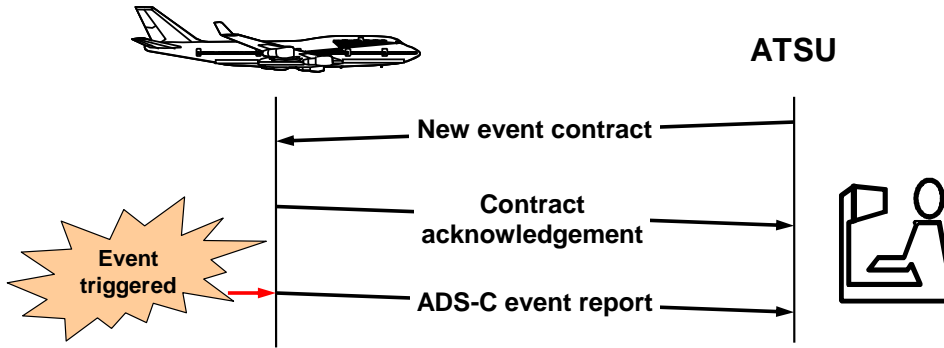 ATSU
New event contract
Contract
acknowledgement
Event
triggered
ADS-C event report